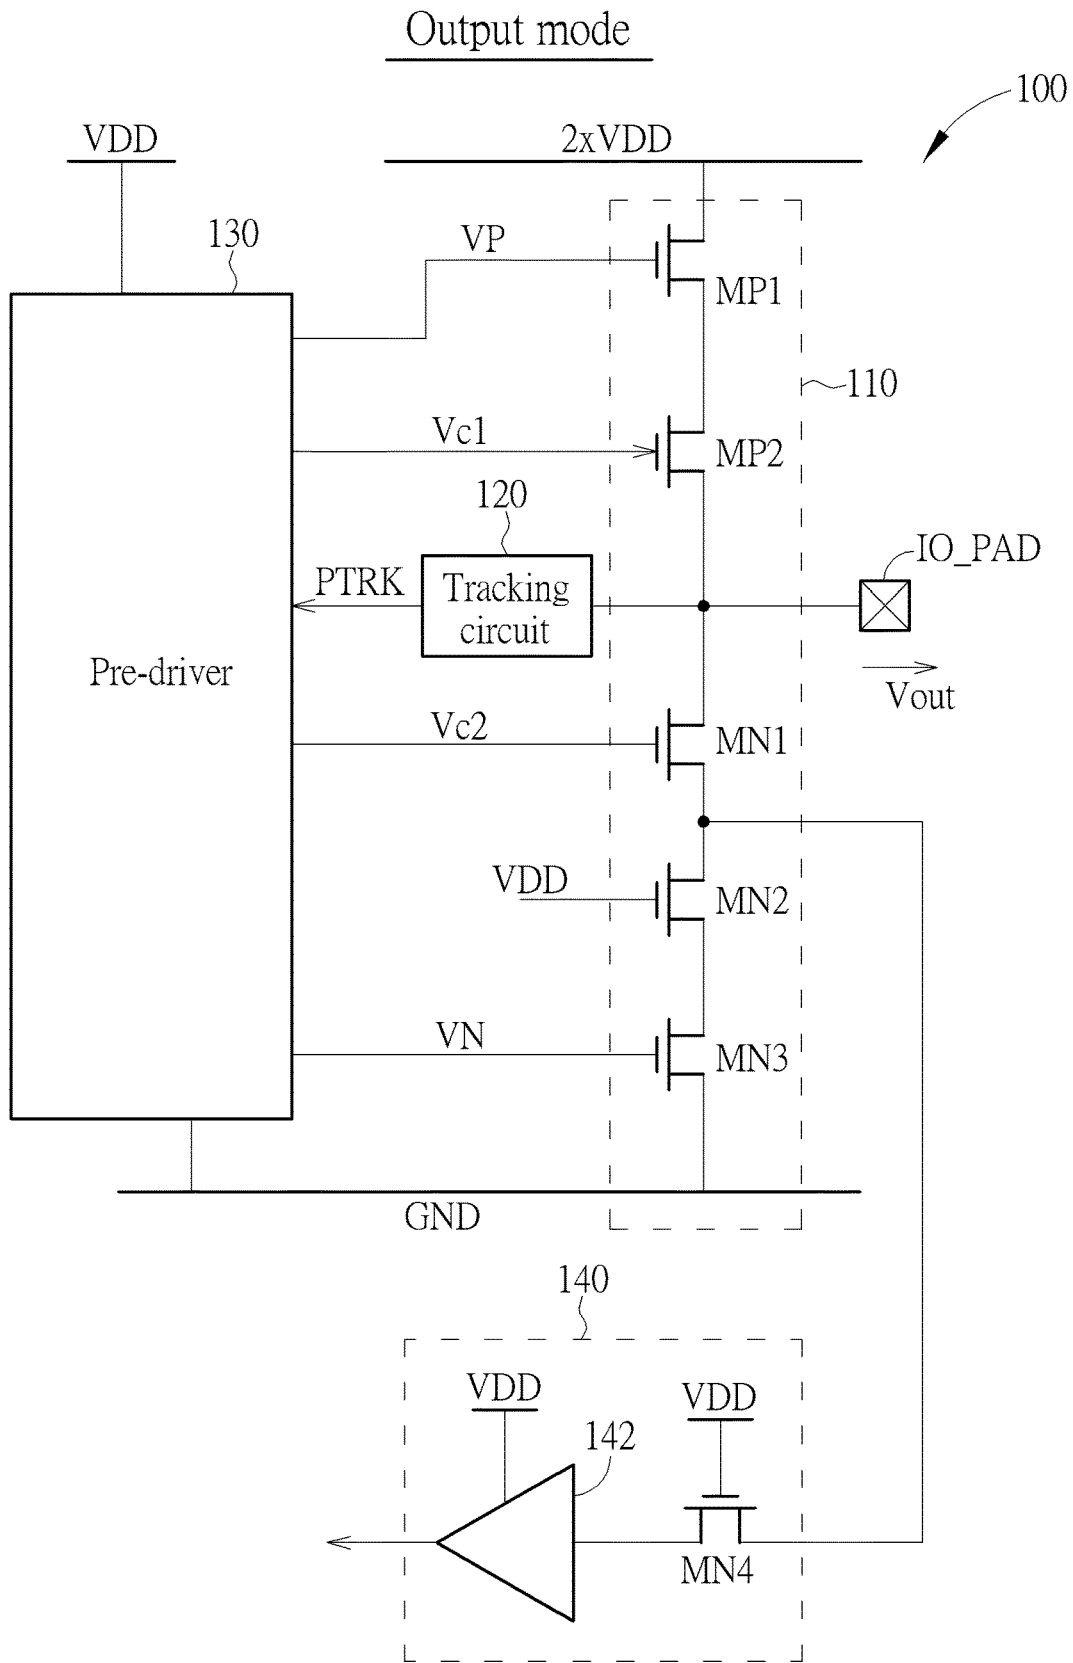 Output mode
100
VDD
2xVDD
130
VP
MP1
110
Vc1
MP2
120
IO_PAD
PTRK
Tracking
circuit
Pre-driver
Vout
Vc2
MN1
VDD
MN2
VN
MN3
GND
140
VDD
VDD
142
MN4